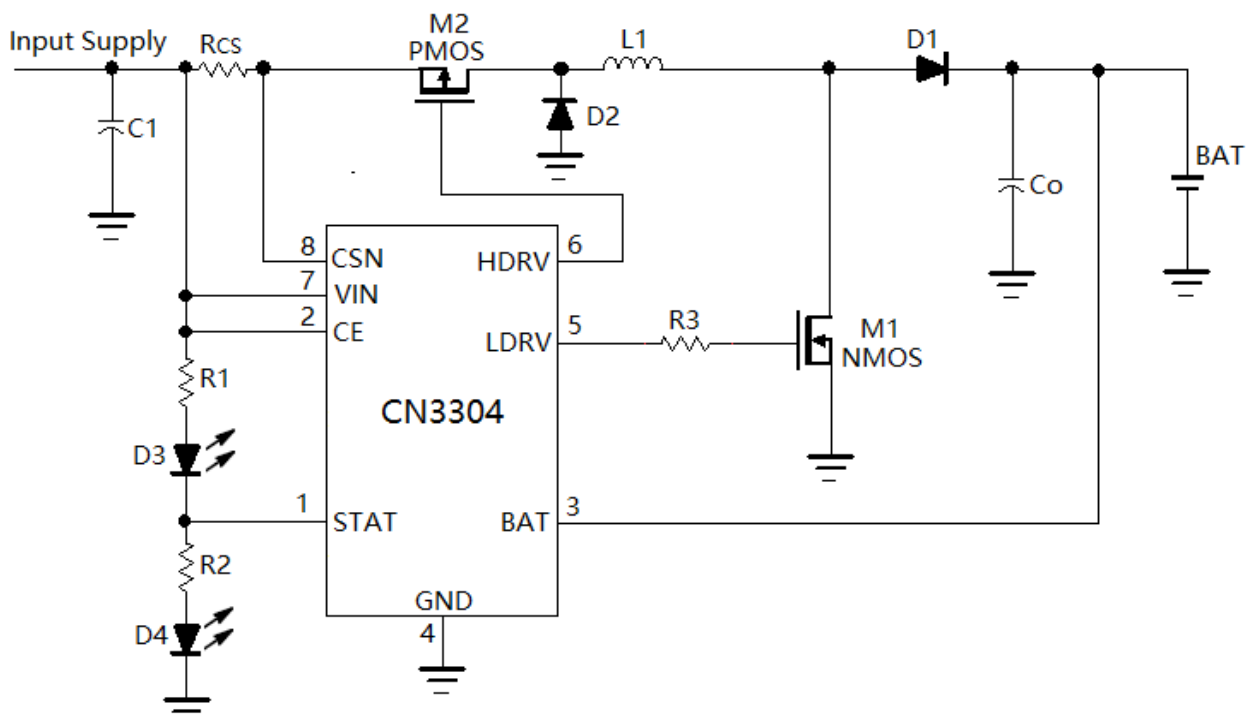 Input Supply
RCS
M2
PMOS
L1
D1
C1
D2
Co
BAT
8
CSN
HDRV
6
7
VIN
2
CE
LDRV
5
R3
M1
NMOS
R1
CN3304
D3
1
STAT
BAT
3
R2
GND
4
D4